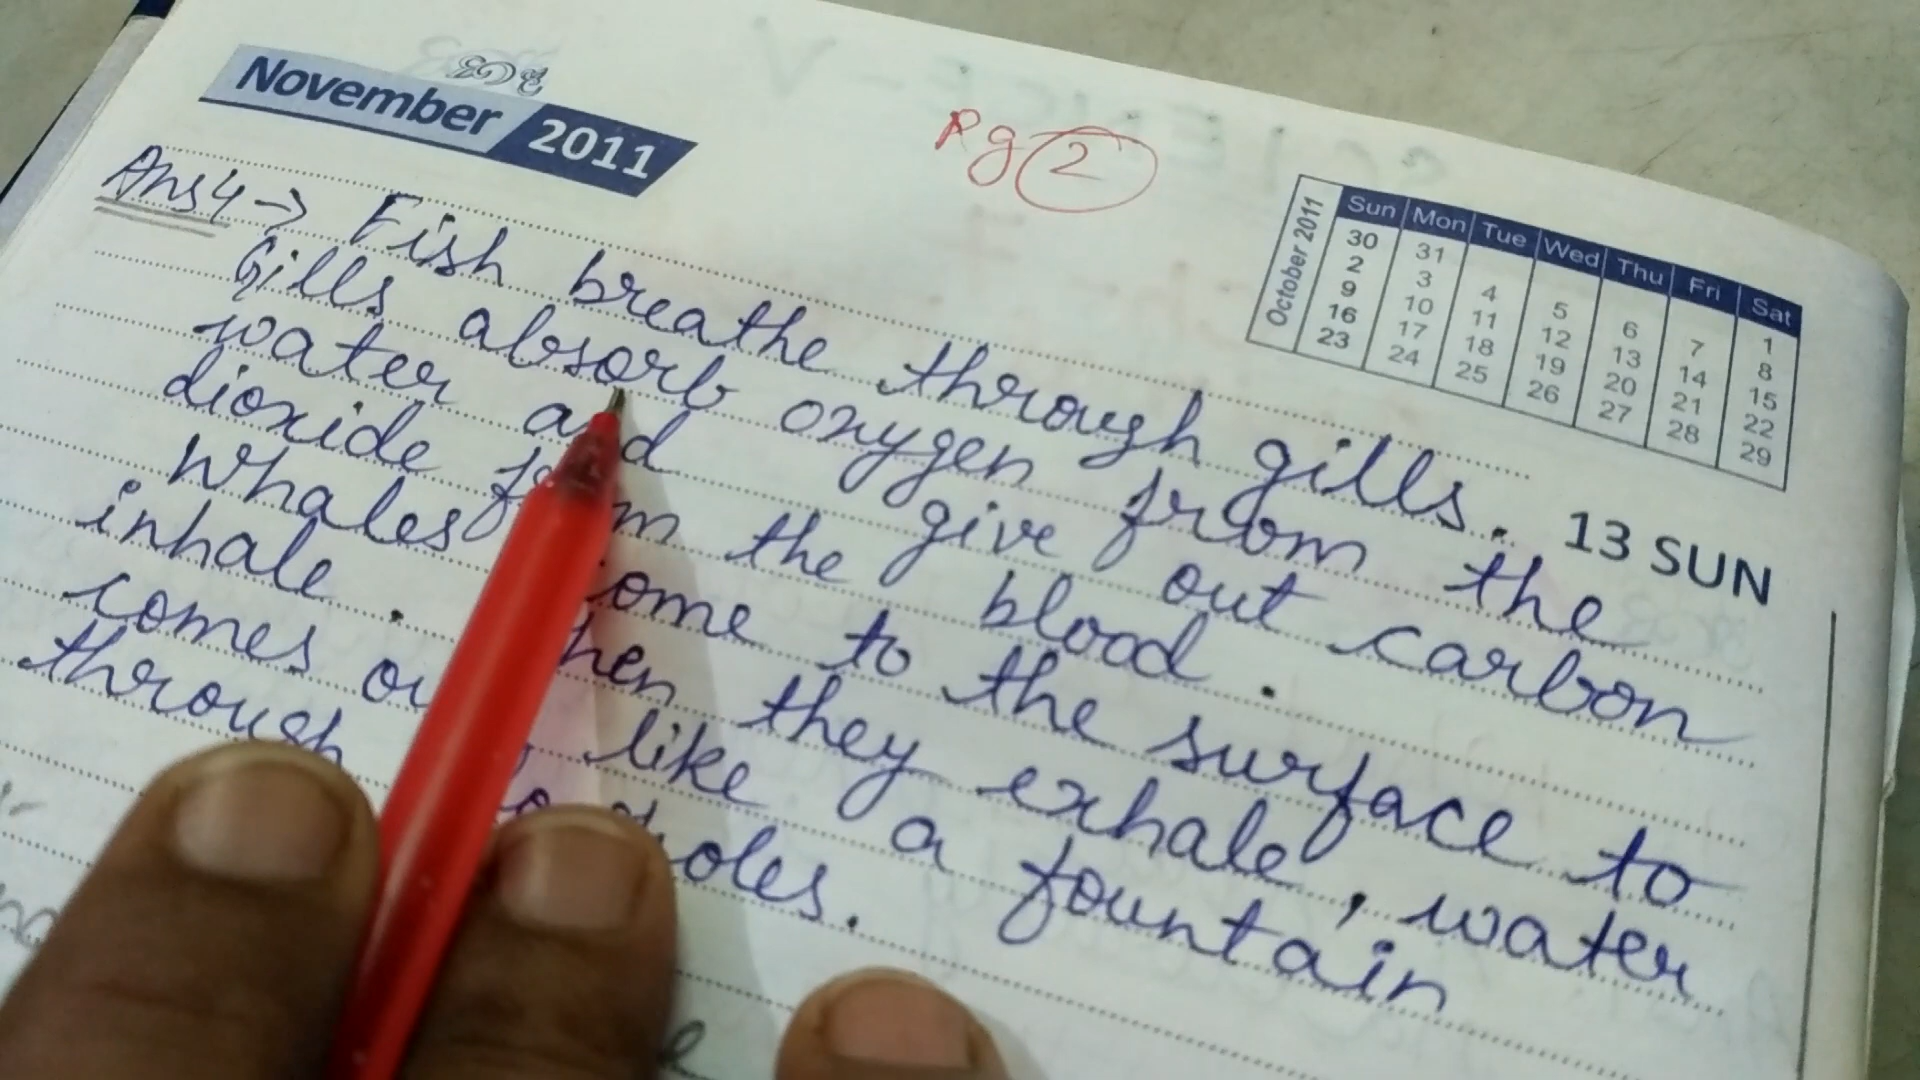 November 2011
Pg 2
October 2011
Sun Mon Tue Wed Thu Fri Sat
30 31 1
2 3 4 5 6 7 8
9 10 11 12 13 14 15
16 17 18 19 20 21 22
23 24 25 26 27 28 29
13 SUN
Ans 4 → Fish breathe through gills.
Gills absorb oxygen from the
water and give out carbon
dioxide from the blood.
Whales come to the surface to
inhale. When they exhale, water
comes out like a fountain
through holes.